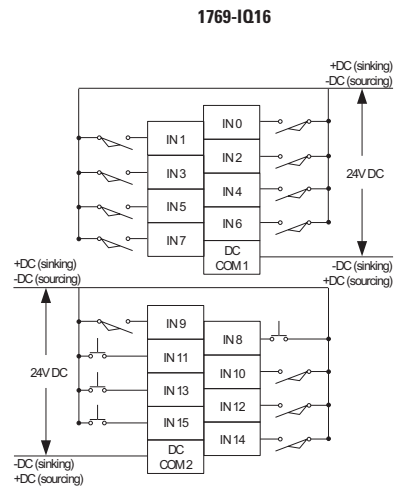 1769-IQ16
+DC (sinking)
-DC (sourcing)
IN 0
IN 1
IN 2
IN 3
IN 4
24V DC
IN 5
IN 6
IN 7
DC
COM 1
+DC (sinking)
-DC (sourcing)
-DC (sinking)
+DC (sourcing)
IN 9
IN 8
IN 11
IN 10
24V DC
IN 13
IN 12
IN 15
IN 14
DC
COM 2
-DC (sinking)
+DC (sourcing)